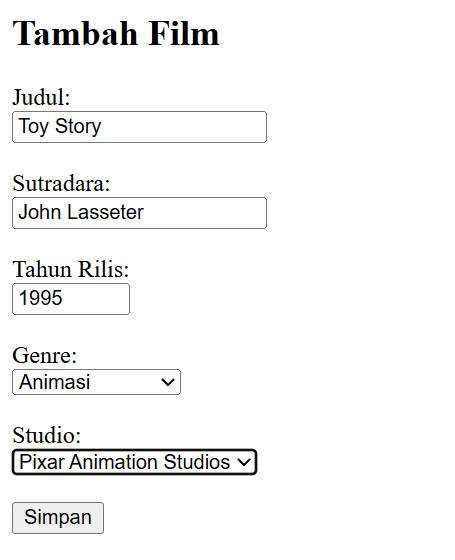 Tambah Film
Judul:
Toy Story
Sutradara:
John Lasseter
Tahun Rilis:
1995
Genre:
Animasi
Studio:
Pixar Animation Studios
Simpan